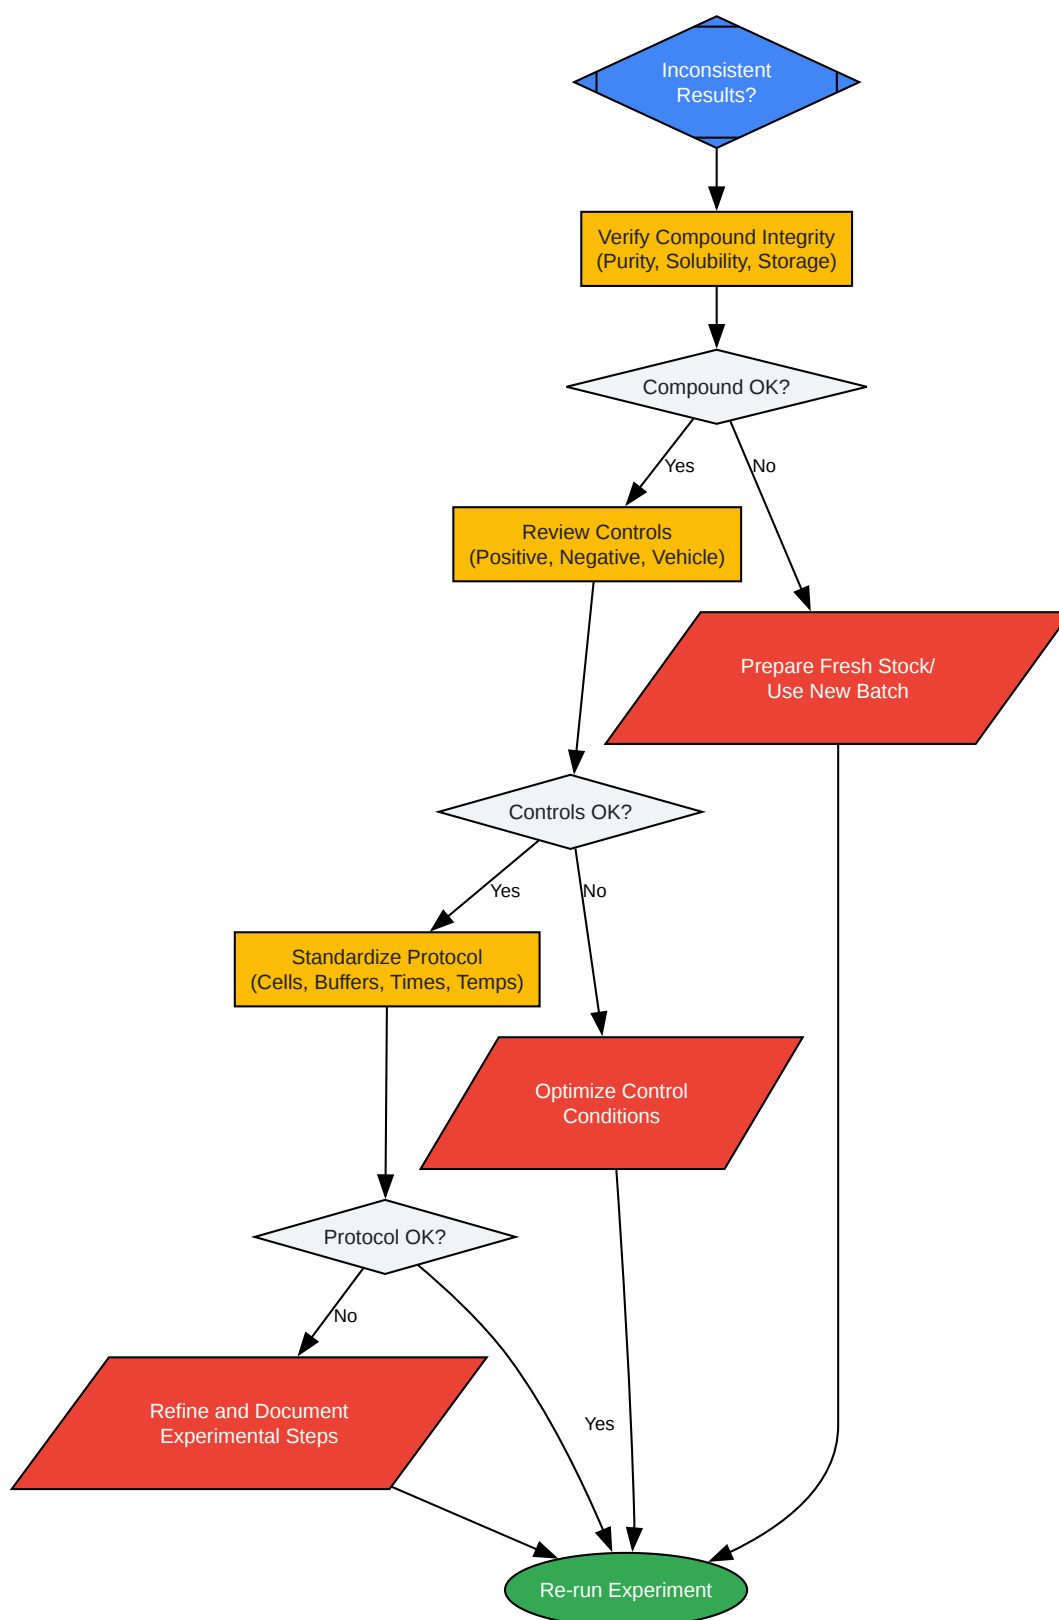 Inconsistent
Results?
Verify Compound Integrity
(Purity, Solubility, Storage)
Compound OK?
Yes
No
Review Controls
(Positive, Negative, Vehicle)
Prepare Fresh Stock/
Use New Batch
Controls OK?
Yes
No
Standardize Protocol
(Cells, Buffers, Times, Temps)
Optimize Control
Conditions
Protocol OK?
No
Refine and Document
Experimental Steps
Yes
Re-run Experiment